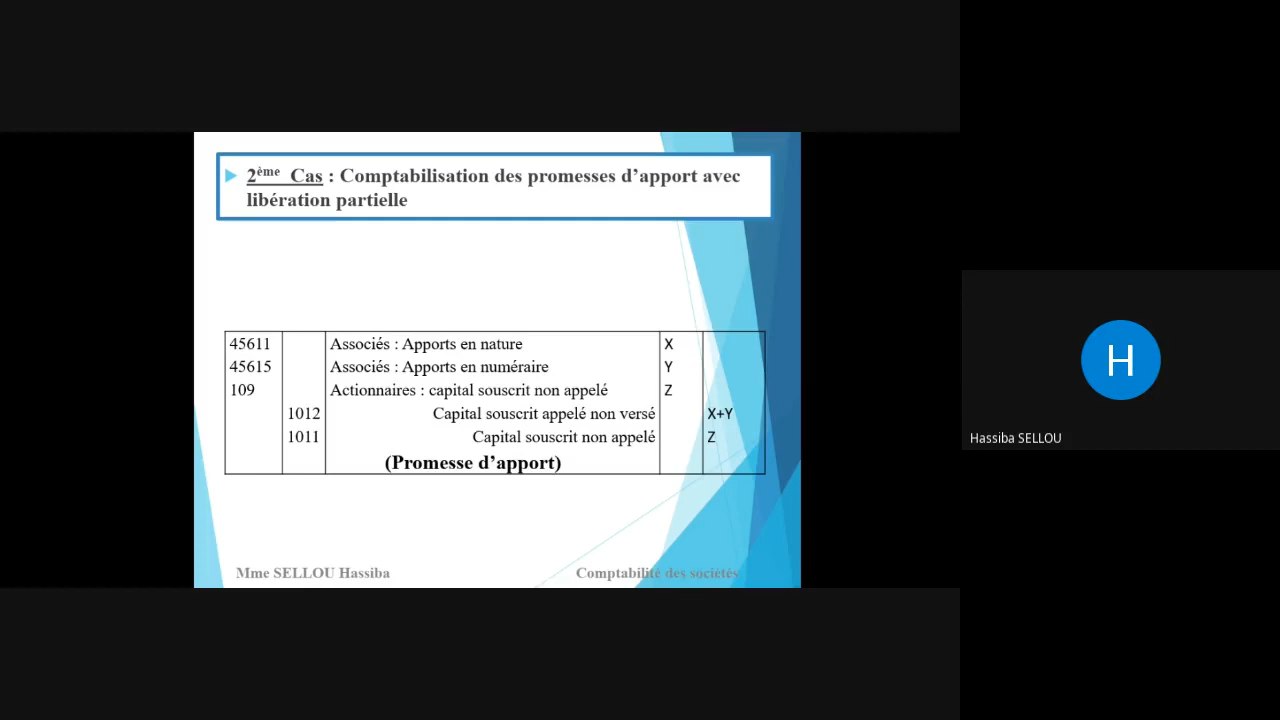 2ème Cas : Comptabilisation des promesses d’apport avec
libération partielle
45611 Associés : Apports en nature X
45615 Associés : Apports en numéraire Y
109 Actionnaires : capital souscrit non appelé Z
1012 Capital souscrit appelé non versé X+Y
1011 Capital souscrit non appelé Z
(Promesse d’apport)
Mme SELLOU Hassiba Comptabilité des sociétés
H
Hassiba SELLOU